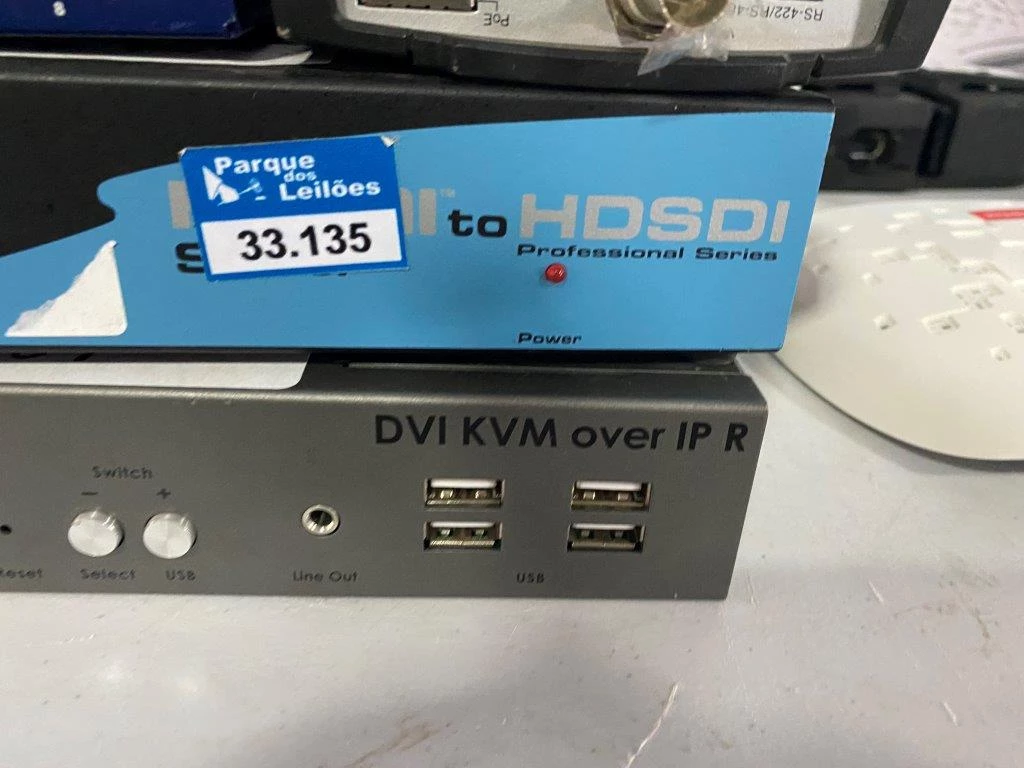 8
PoE
RS-422/RS-4
Parque
dos
Leilões
33.135
to HDSDI
Professional Series
Power
DVI KVM over IP R
Switch
- +
Reset
Select
USB
Line Out
USB